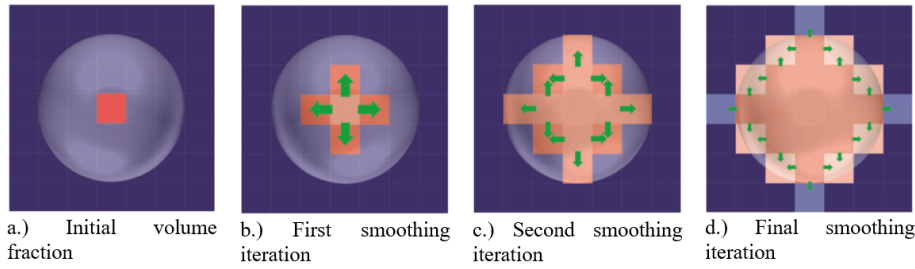 a.) Initial volume
fraction
b.) First smoothing
iteration
c.) Second smoothing
iteration
d.) Final smoothing
iteration